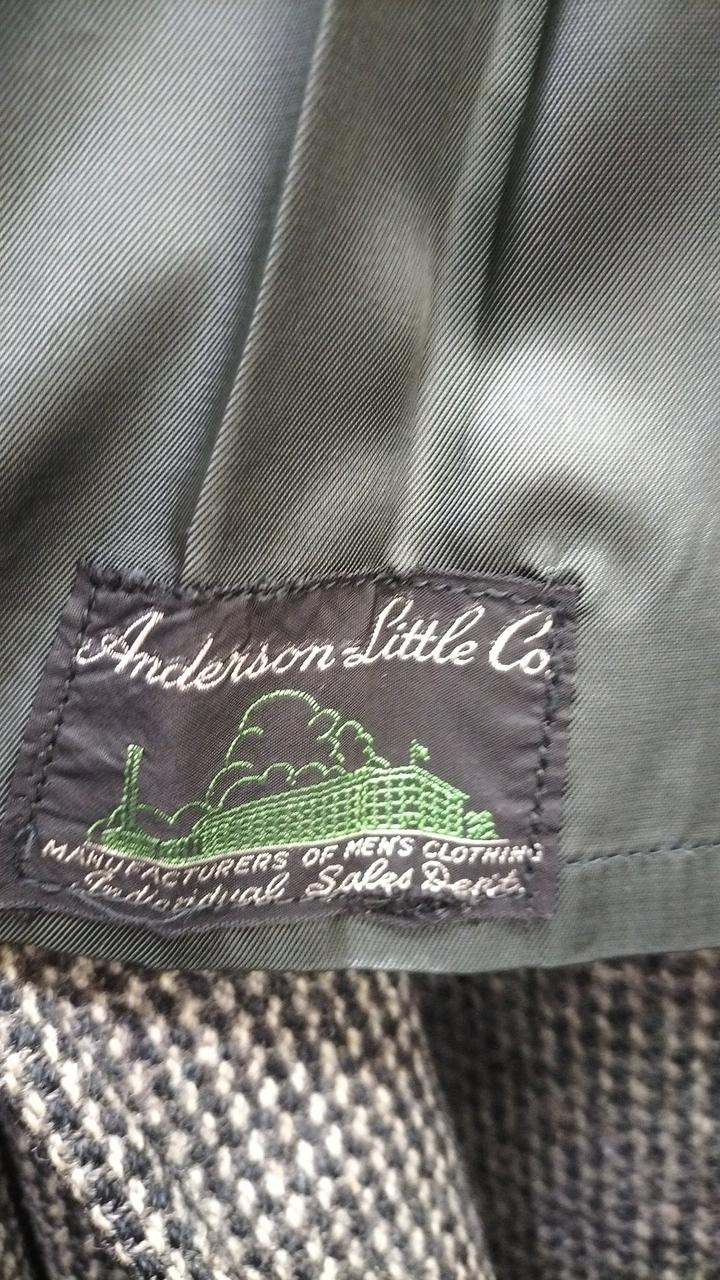 Anderson-Little Co.
MANUFACTURERS OF MEN'S CLOTHING
Individual Sales Dept.